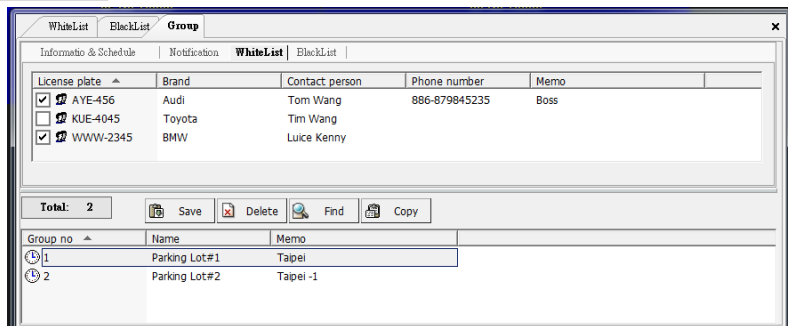 WhiteList BlackList Group
Informatio & Schedule Notification WhiteList BlackList
License plate Brand Contact person Phone number Memo
AYE-456 Audi Tom Wang 886-879845235 Boss
KUE-4045 Toyota Tim Wang
WWW-2345 BMW Luice Kenny
Total: 2 Save Delete Find Copy
Group no Name Memo
1 Parking Lot#1 Taipei
2 Parking Lot#2 Taipei -1